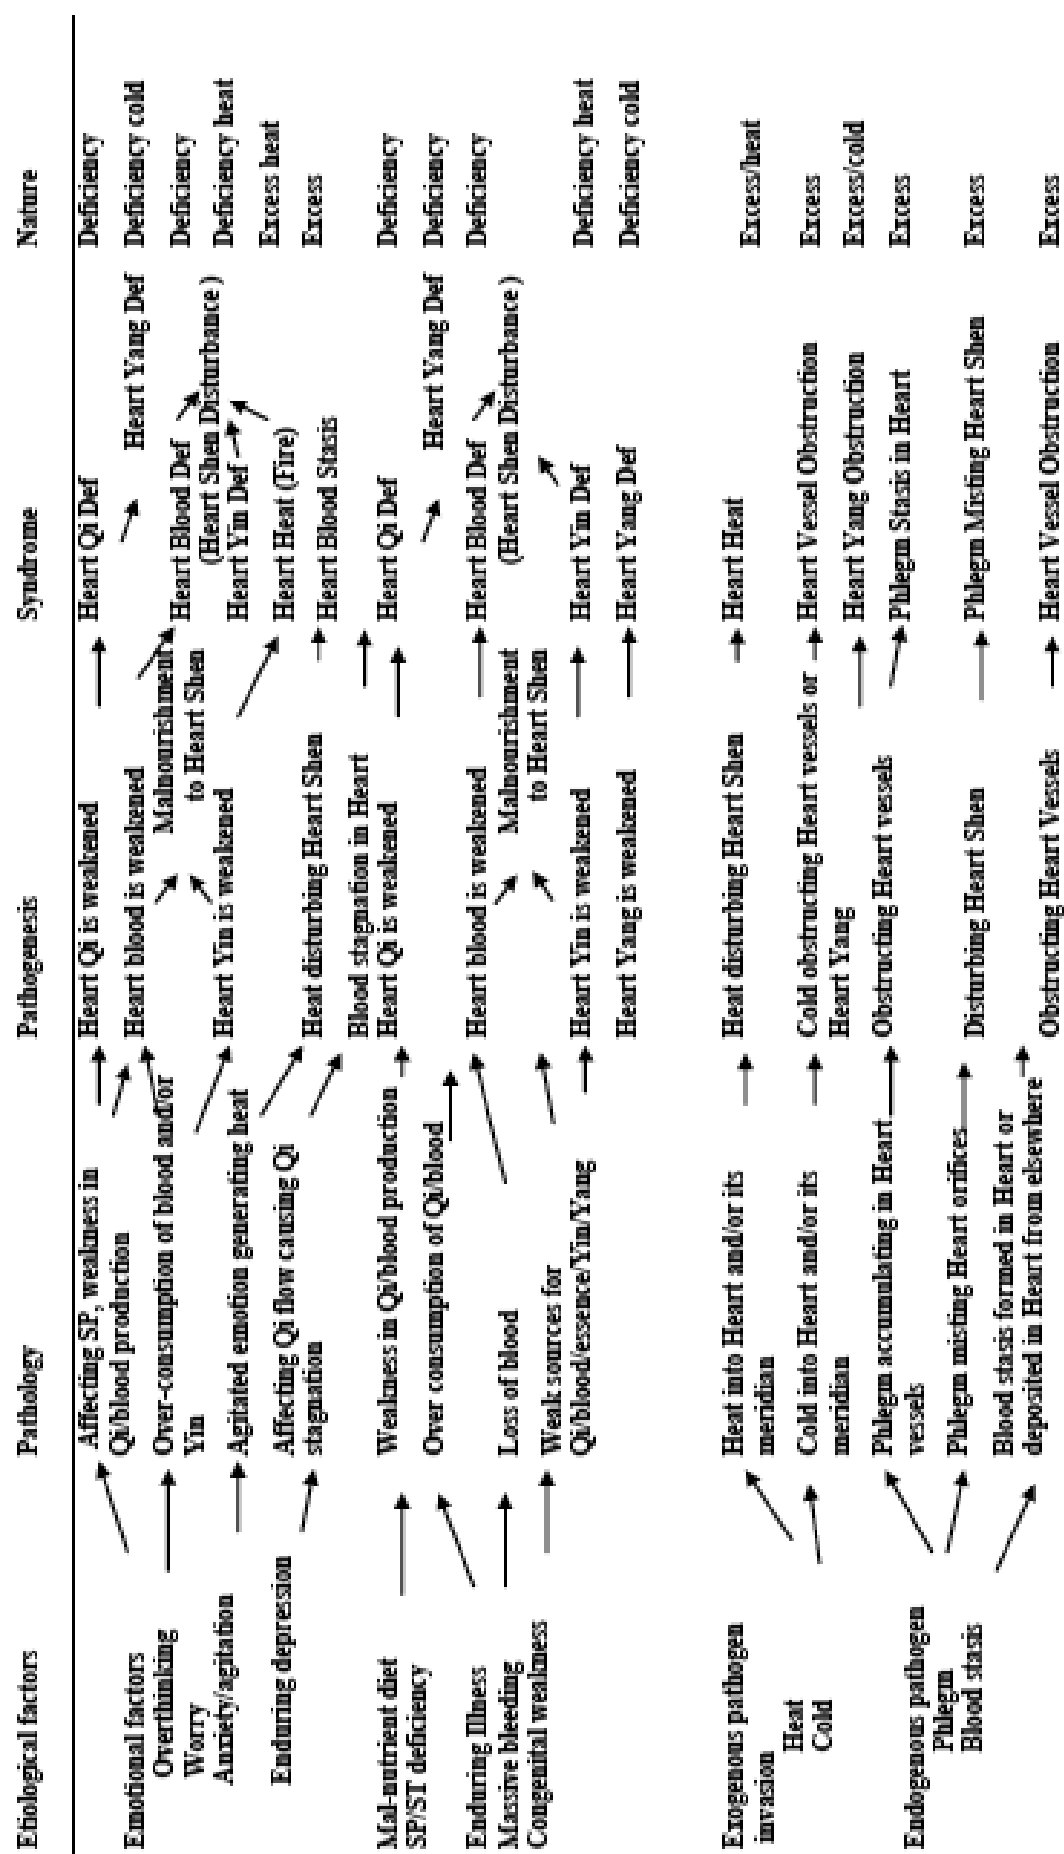 Etiological factors
Pathology
Pathogenesis
Syndrome
Nature
Emotional factors
Overthinking
Worry
Anxiety/agitation
Enduring depression
Mal-nutrient diet
SP/ST deficiency
Enduring Illness
Massive bleeding
Congenital weakness
Exogenous pathogen
invasion
Heat
Cold
Endogenous pathogen
Phlegm
Blood stasis
Affecting SP, weakness in
Qi/blood production
Over-consumption of blood and/or
Yin
Agitated emotion generating heat
Affecting Qi flow causing Qi
stagnation
Weakness in Qi/blood production
Over consumption of Qi/blood
Loss of blood
Weak sources for
Qi/blood/essence/Yin/Yang
Heat into Heart and/or its
meridian
Cold into Heart and/or its
meridian
Phlegm accumulating in Heart
vessels
Phlegm misting Heart orifices
Blood stasis formed in Heart or
deposited in Heart from elsewhere
Heart Qi is weakened
Heart blood is weakened
Malnourishment
to Heart Shen
Heart Yin is weakened
Heat disturbing Heart Shen
Blood stagnation in Heart
Heart Qi is weakened
Heart blood is weakened
Malnourishment
to Heart Shen
Heart Yin is weakened
Heart Yang is weakened
Heat disturbing Heart Shen
Cold obstructing Heart vessels or
Heart Yang
Obstructing Heart vessels
Disturbing Heart Shen
Obstructing Heart Vessels
Heart Qi Def
Heart Yang Def
Heart Blood Def
(Heart Shen Disturbance )
Heart Yin Def
Heart Heat (Fire)
Heart Blood Stasis
Heart Qi Def
Heart Yang Def
Heart Blood Def
(Heart Shen Disturbance )
Heart Yin Def
Heart Yang Def
Heart Heat
Heart Vessel Obstruction
Heart Yang Obstruction
Phlegm Stasis in Heart
Phlegm Misting Heart Shen
Heart Vessel Obstruction
Deficiency
Deficiency cold
Deficiency
Deficiency heat
Excess heat
Excess
Deficiency
Deficiency
Deficiency
Deficiency heat
Deficiency cold
Excess/heat
Excess
Excess/cold
Excess
Excess
Excess